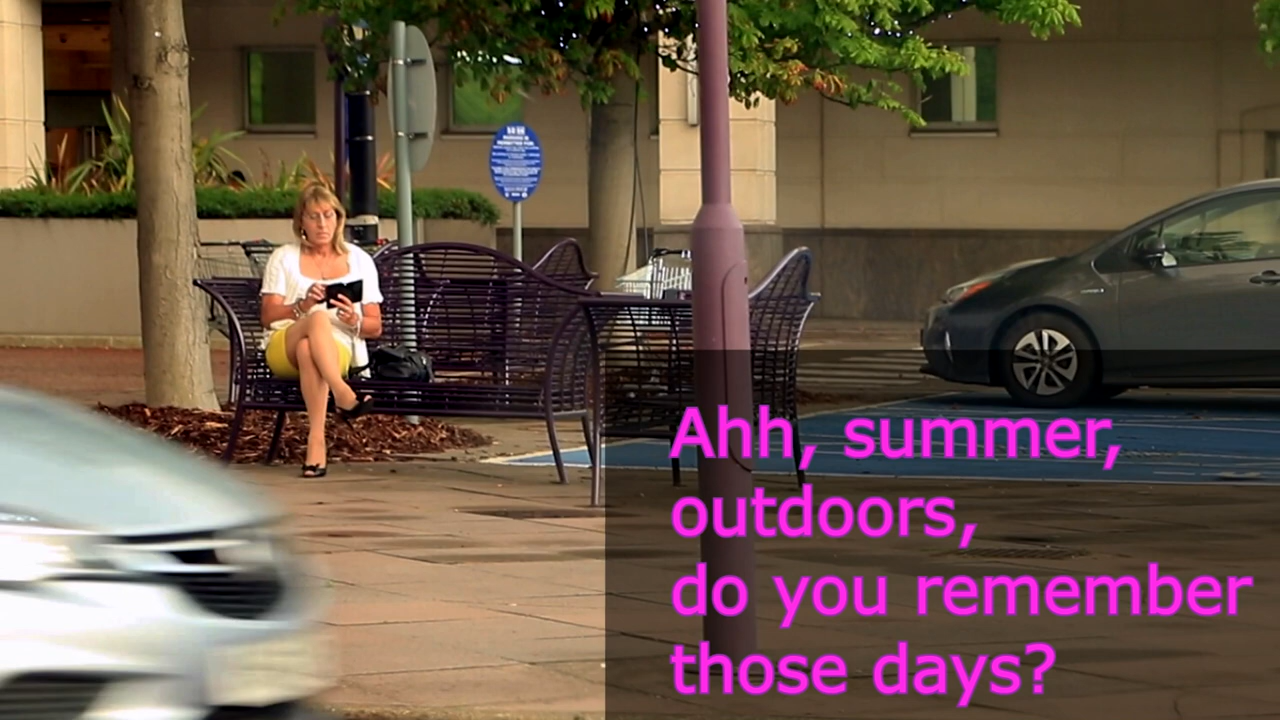 Ahh, summer,
outdoors,
do you remember
those days?